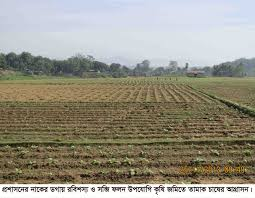 প্রশাসনের নাকের ডগায় রবিশস্য ও সব্জি ফলন উপযোগি কৃষি জমিতে তামাক চাষের আগ্রাসন।